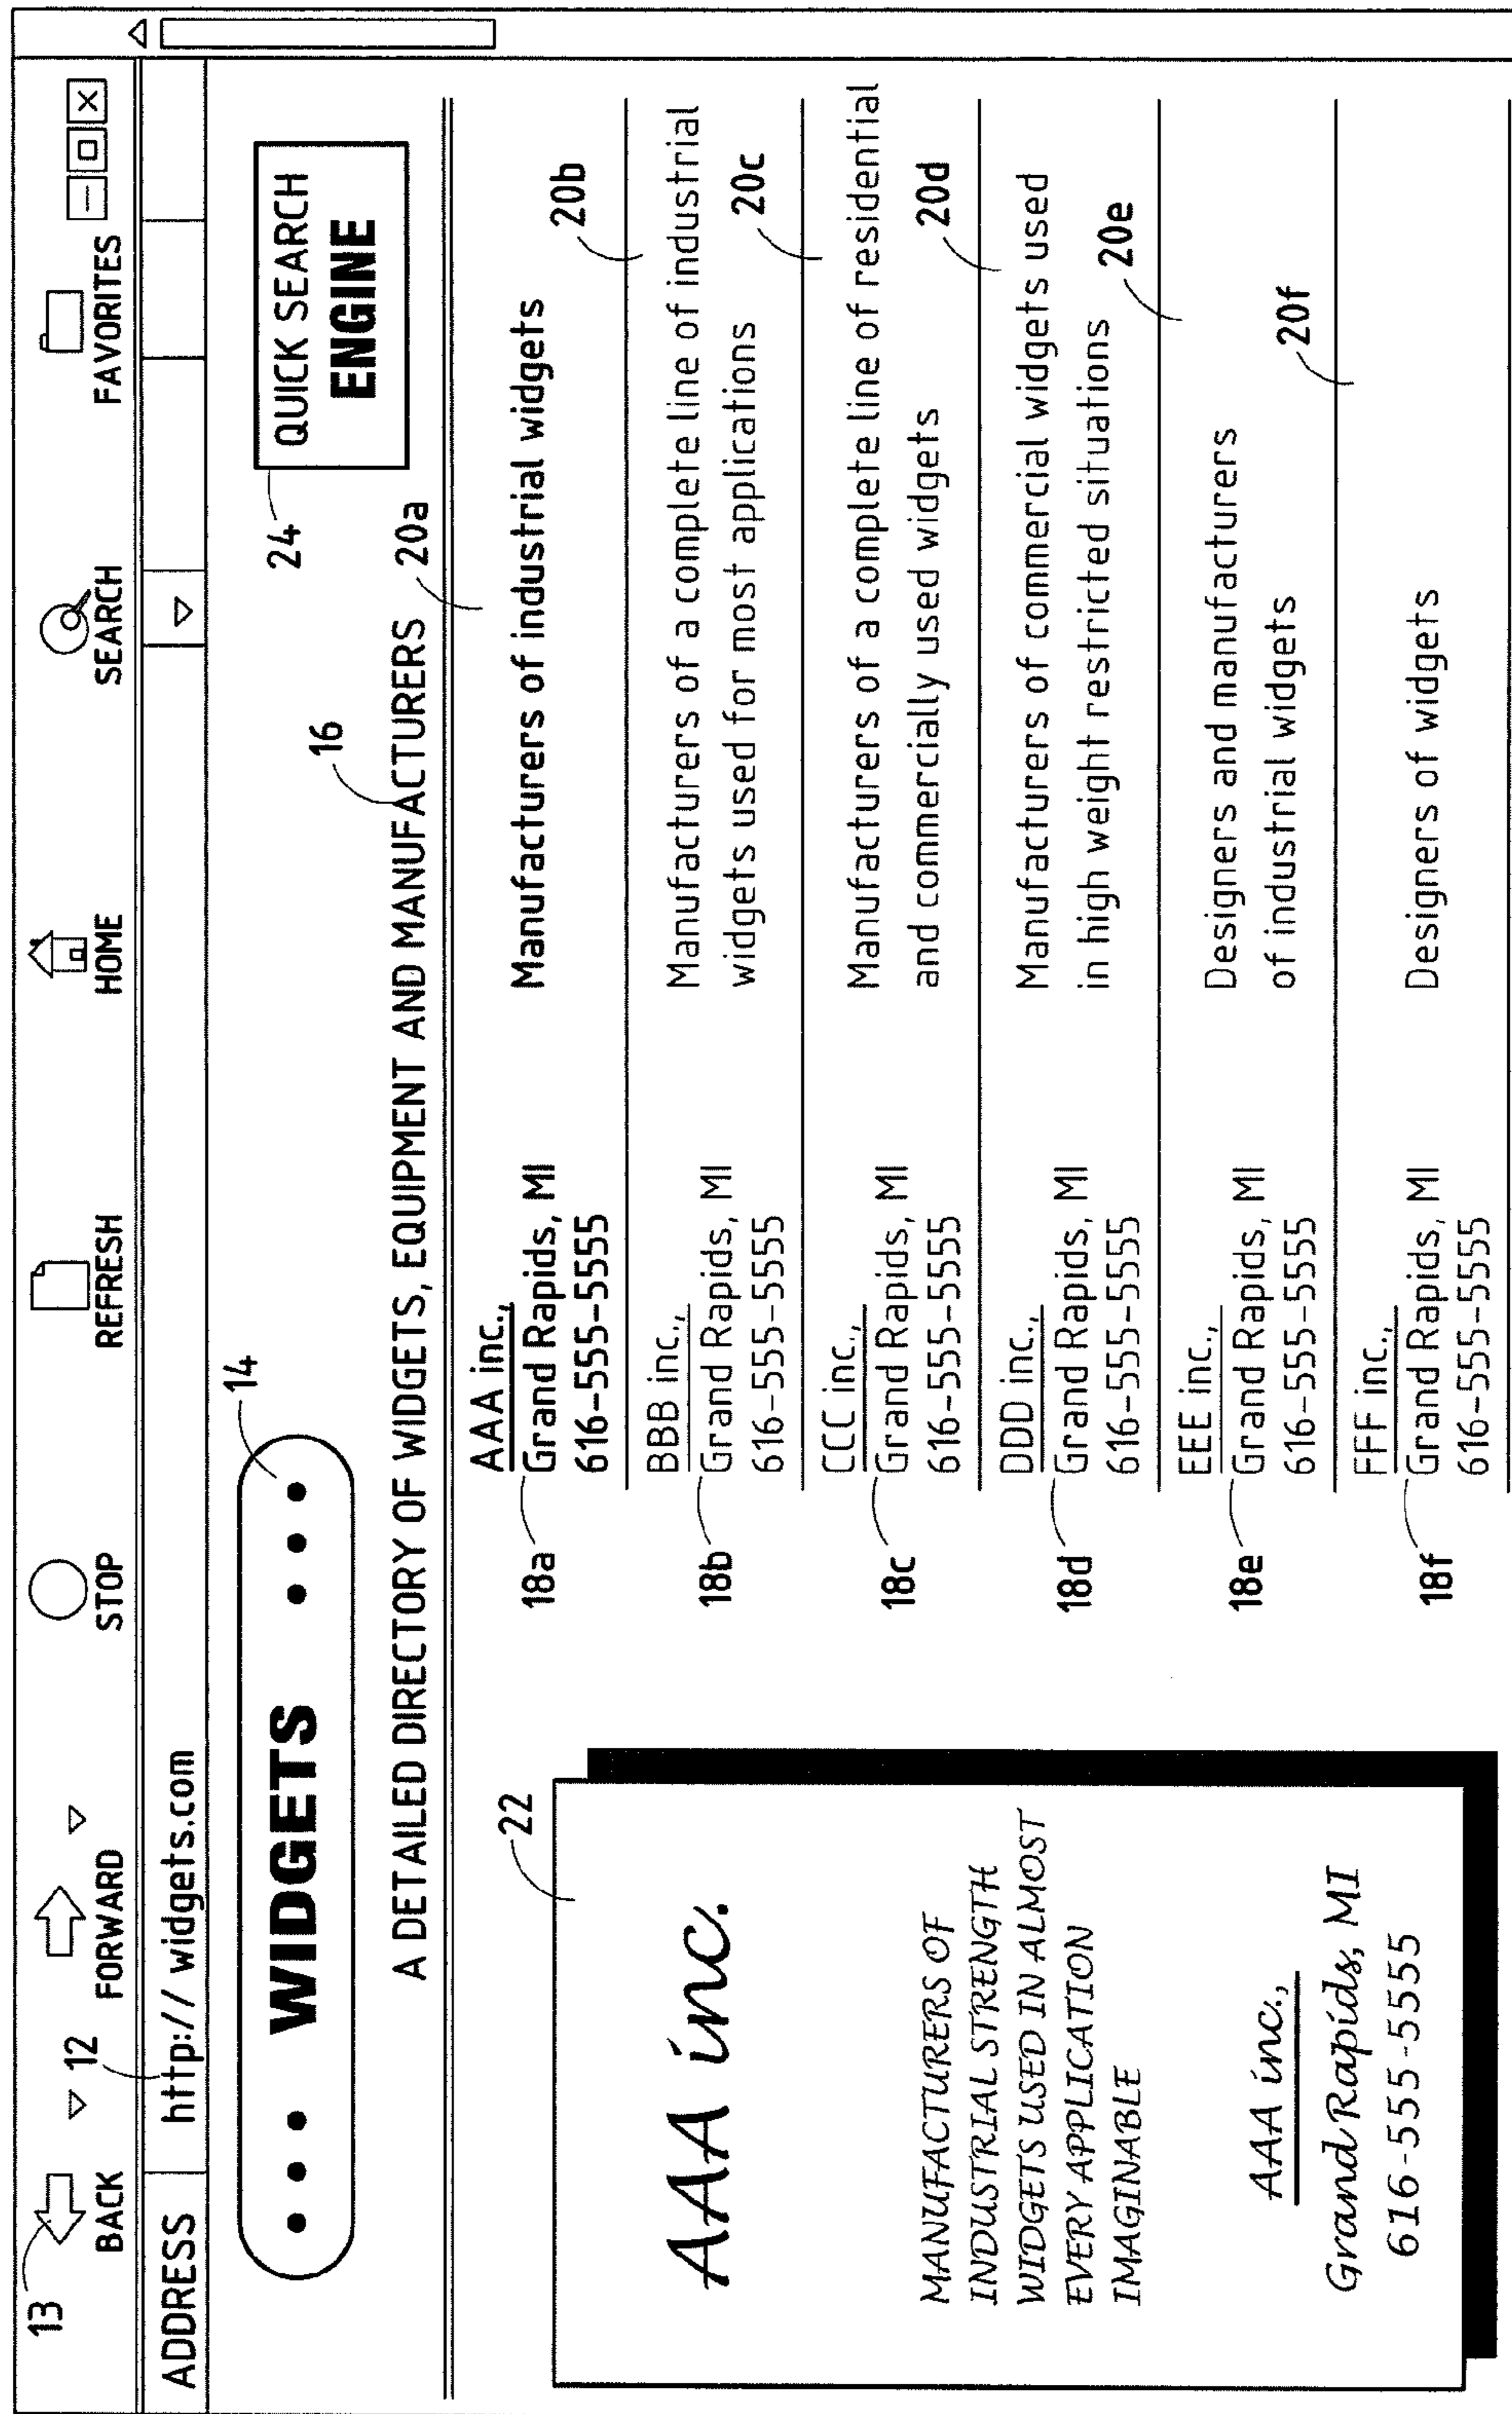 13
BACK
12
FORWARD
STOP
REFRESH
HOME
SEARCH
FAVORITES
ADDRESS
http:// widgets.com
14
WIDGETS
24
QUICK SEARCH
ENGINE
16
A DETAILED DIRECTORY OF WIDGETS, EQUIPMENT AND MANUFACTURERS
20a
22
AAA inc.
MANUFACTURERS OF
INDUSTRIAL STRENGTH
WIDGETS USED IN ALMOST
EVERY APPLICATION
IMAGINABLE
AAA inc.,
Grand Rapids, MI
616-555-5555
18a
AAA inc.,
Grand Rapids, MI
616-555-5555
Manufacturers of industrial widgets
20b
18b
BBB inc.,
Grand Rapids, MI
616-555-5555
Manufacturers of a complete line of industrial
widgets used for most applications
20c
18c
CCC inc.,
Grand Rapids, MI
616-555-5555
Manufacturers of a complete line of residential
and commercially used widgets
20d
18d
DDD inc.,
Grand Rapids, MI
616-555-5555
Manufacturers of commercial widgets used
in high weight restricted situations
20e
18e
EEE inc.,
Grand Rapids, MI
616-555-5555
Designers and manufacturers
of industrial widgets
20f
18f
FFF inc.,
Grand Rapids, MI
616-555-5555
Designers of widgets